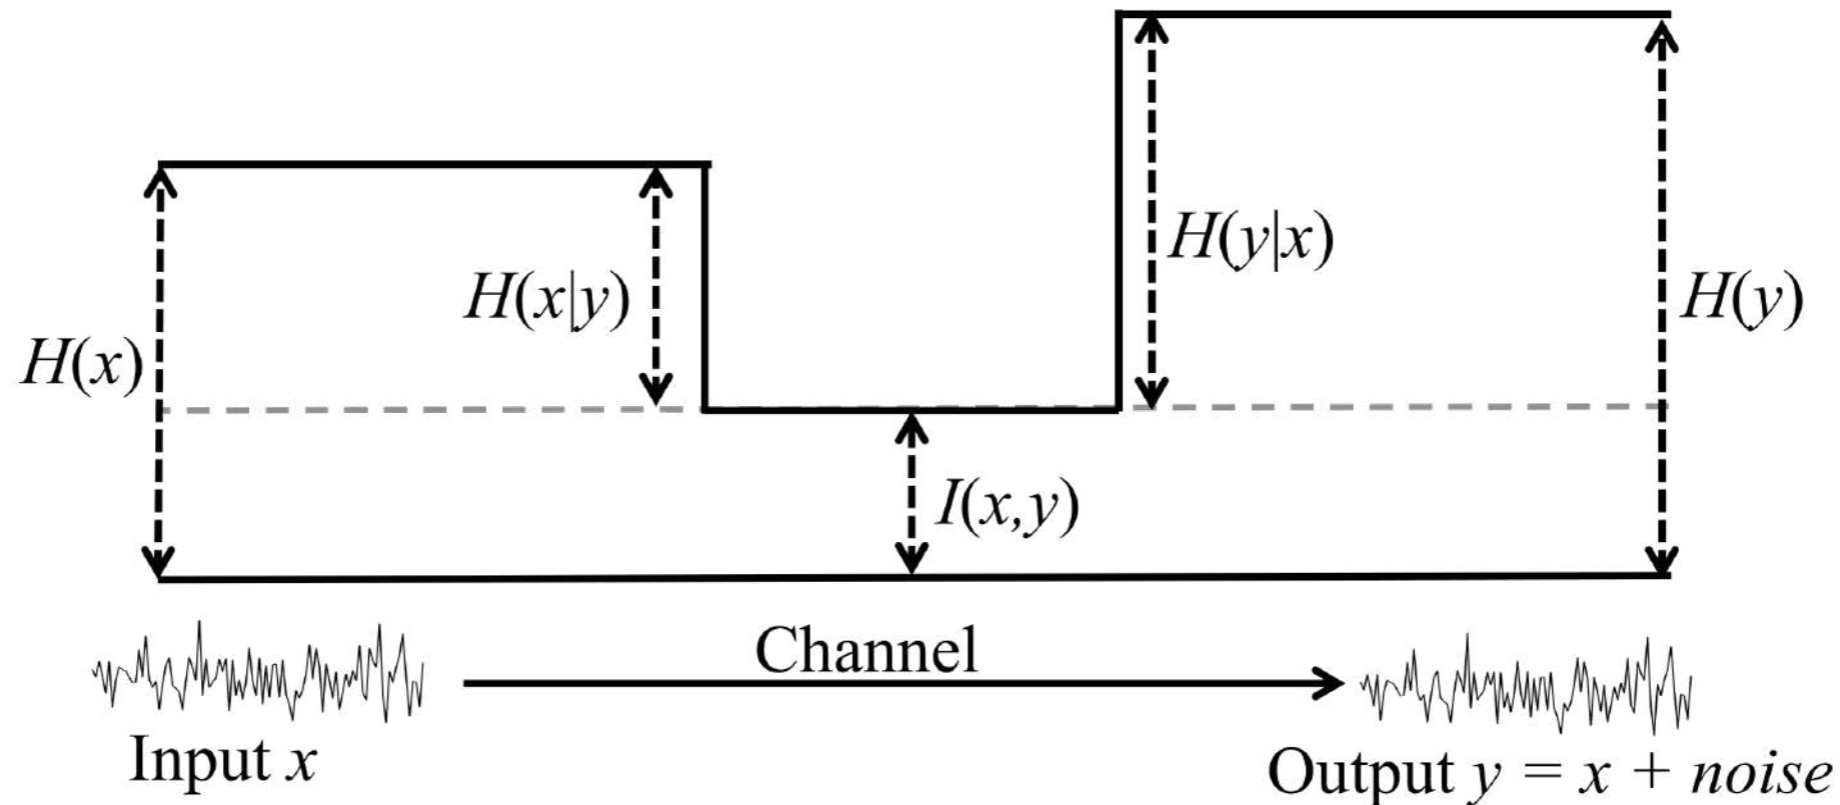 H(y|x)
H(x|y)
H(y)
H(x)
I(x,y)
Channel
Input x
Output y = x + noise